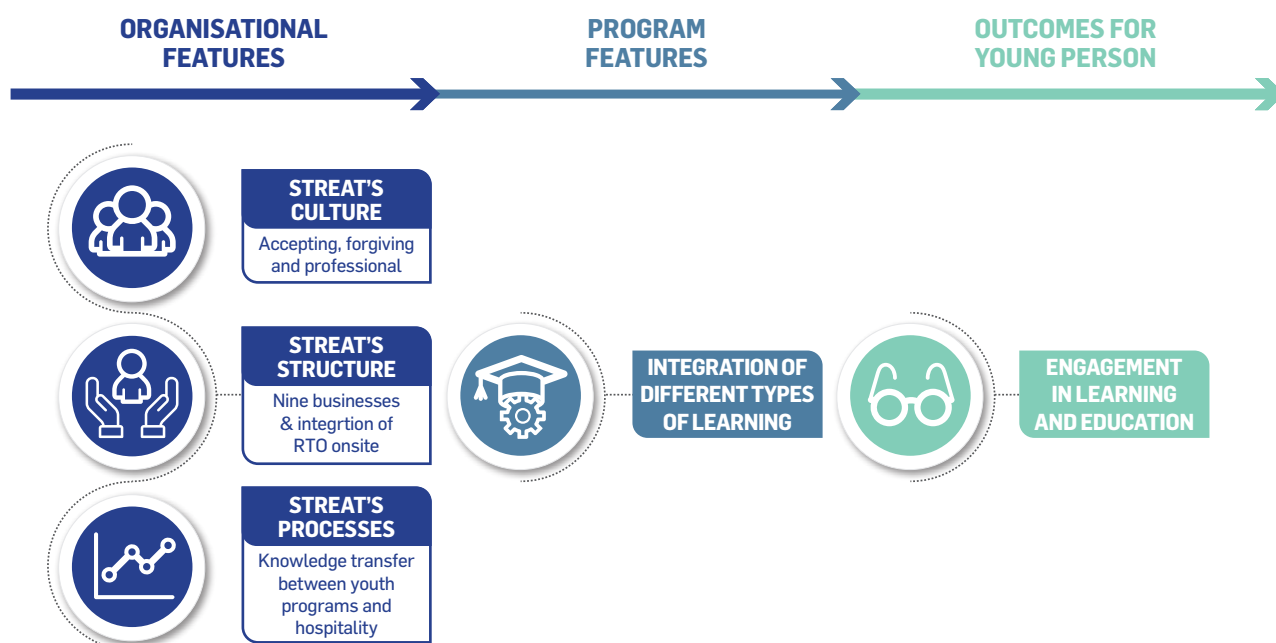 ORGANISATIONAL
FEATURES
PROGRAM
FEATURES
OUTCOMES FOR
YOUNG PERSON
STREAT'S
CULTURE
Accepting, forgiving
and professional
STREAT'S
STRUCTURE
Nine businesses
& integrtion of
RTO onsite
STREAT'S
PROCESSES
Knowledge transfer
between youth
programs and
hospitality
INTEGRATION OF
DIFFERENT TYPES
OF LEARNING
ENGAGEMENT
IN LEARNING
AND EDUCATION